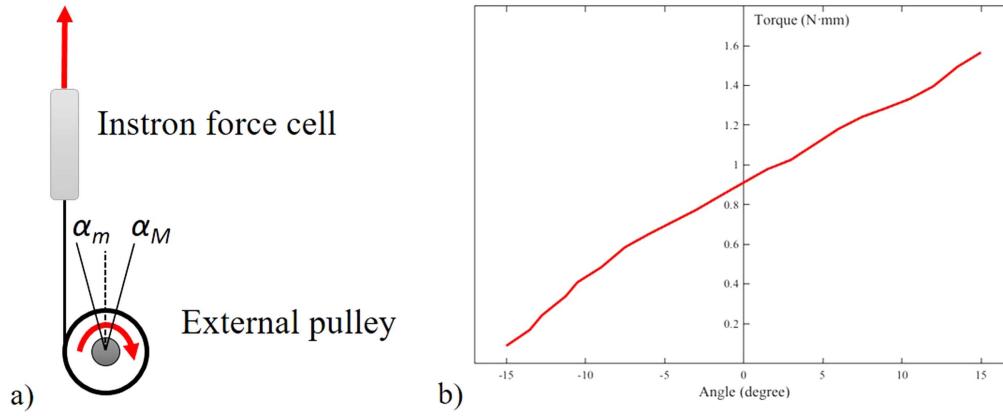 Instron force cell
α_m α_M
External pulley
a)
Torque (N·mm)
1.6
1.4
1.2
1
0.8
0.6
0.4
0.2
-15 -10 -5 0 5 10 15
Angle (degree)
b)